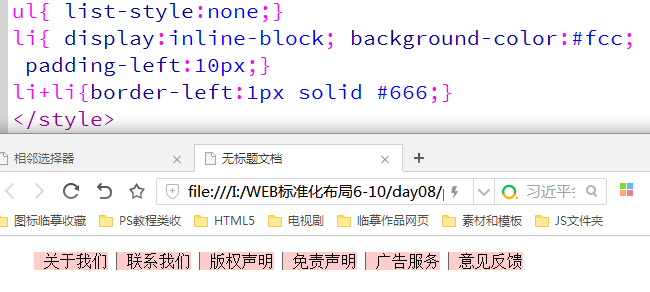 ul{ list-style:none;}
li{ display:inline-block; background-color:#fcc;
padding-left:10px;}
li+li{border-left:1px solid #666;}
</style>
相邻选择器 × 无标题文档 × +
file:///I:/WEB标准化布局6-10/day08/ 习近平
图标临摹收藏 PS教程类收 HTML5 电视剧 临摹作品网页 素材和模板 JS文件夹
关于我们 联系我们 版权声明 免责声明 广告服务 意见反馈